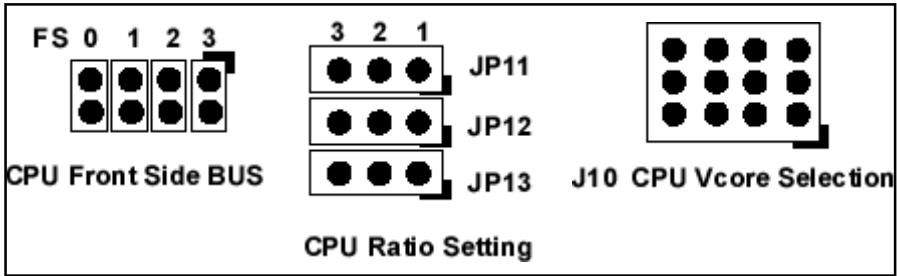 FS 0 1 2 3
CPU Front Side BUS
3 2 1
JP11
JP12
JP13
CPU Ratio Setting
J10 CPU Vcore Selection